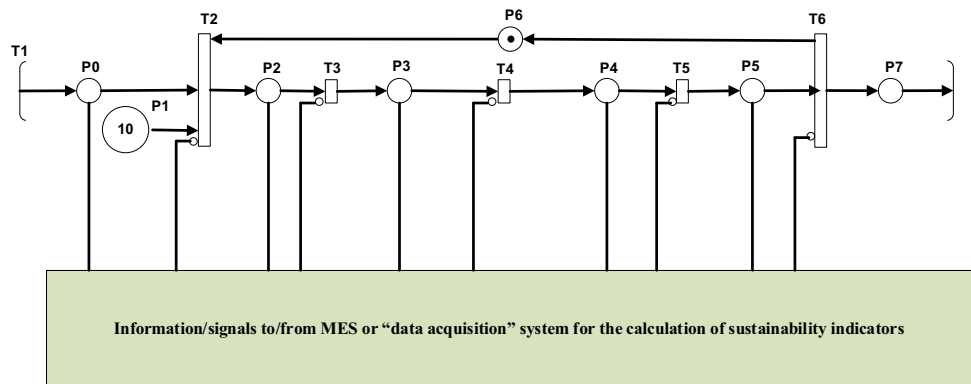 P6
T2
T6
T1
P0
P2
T3
P3
T4
P4
T5
P5
P7
P1
10
Information/signals to/from MES or “data acquisition” system for the calculation of sustainability indicators